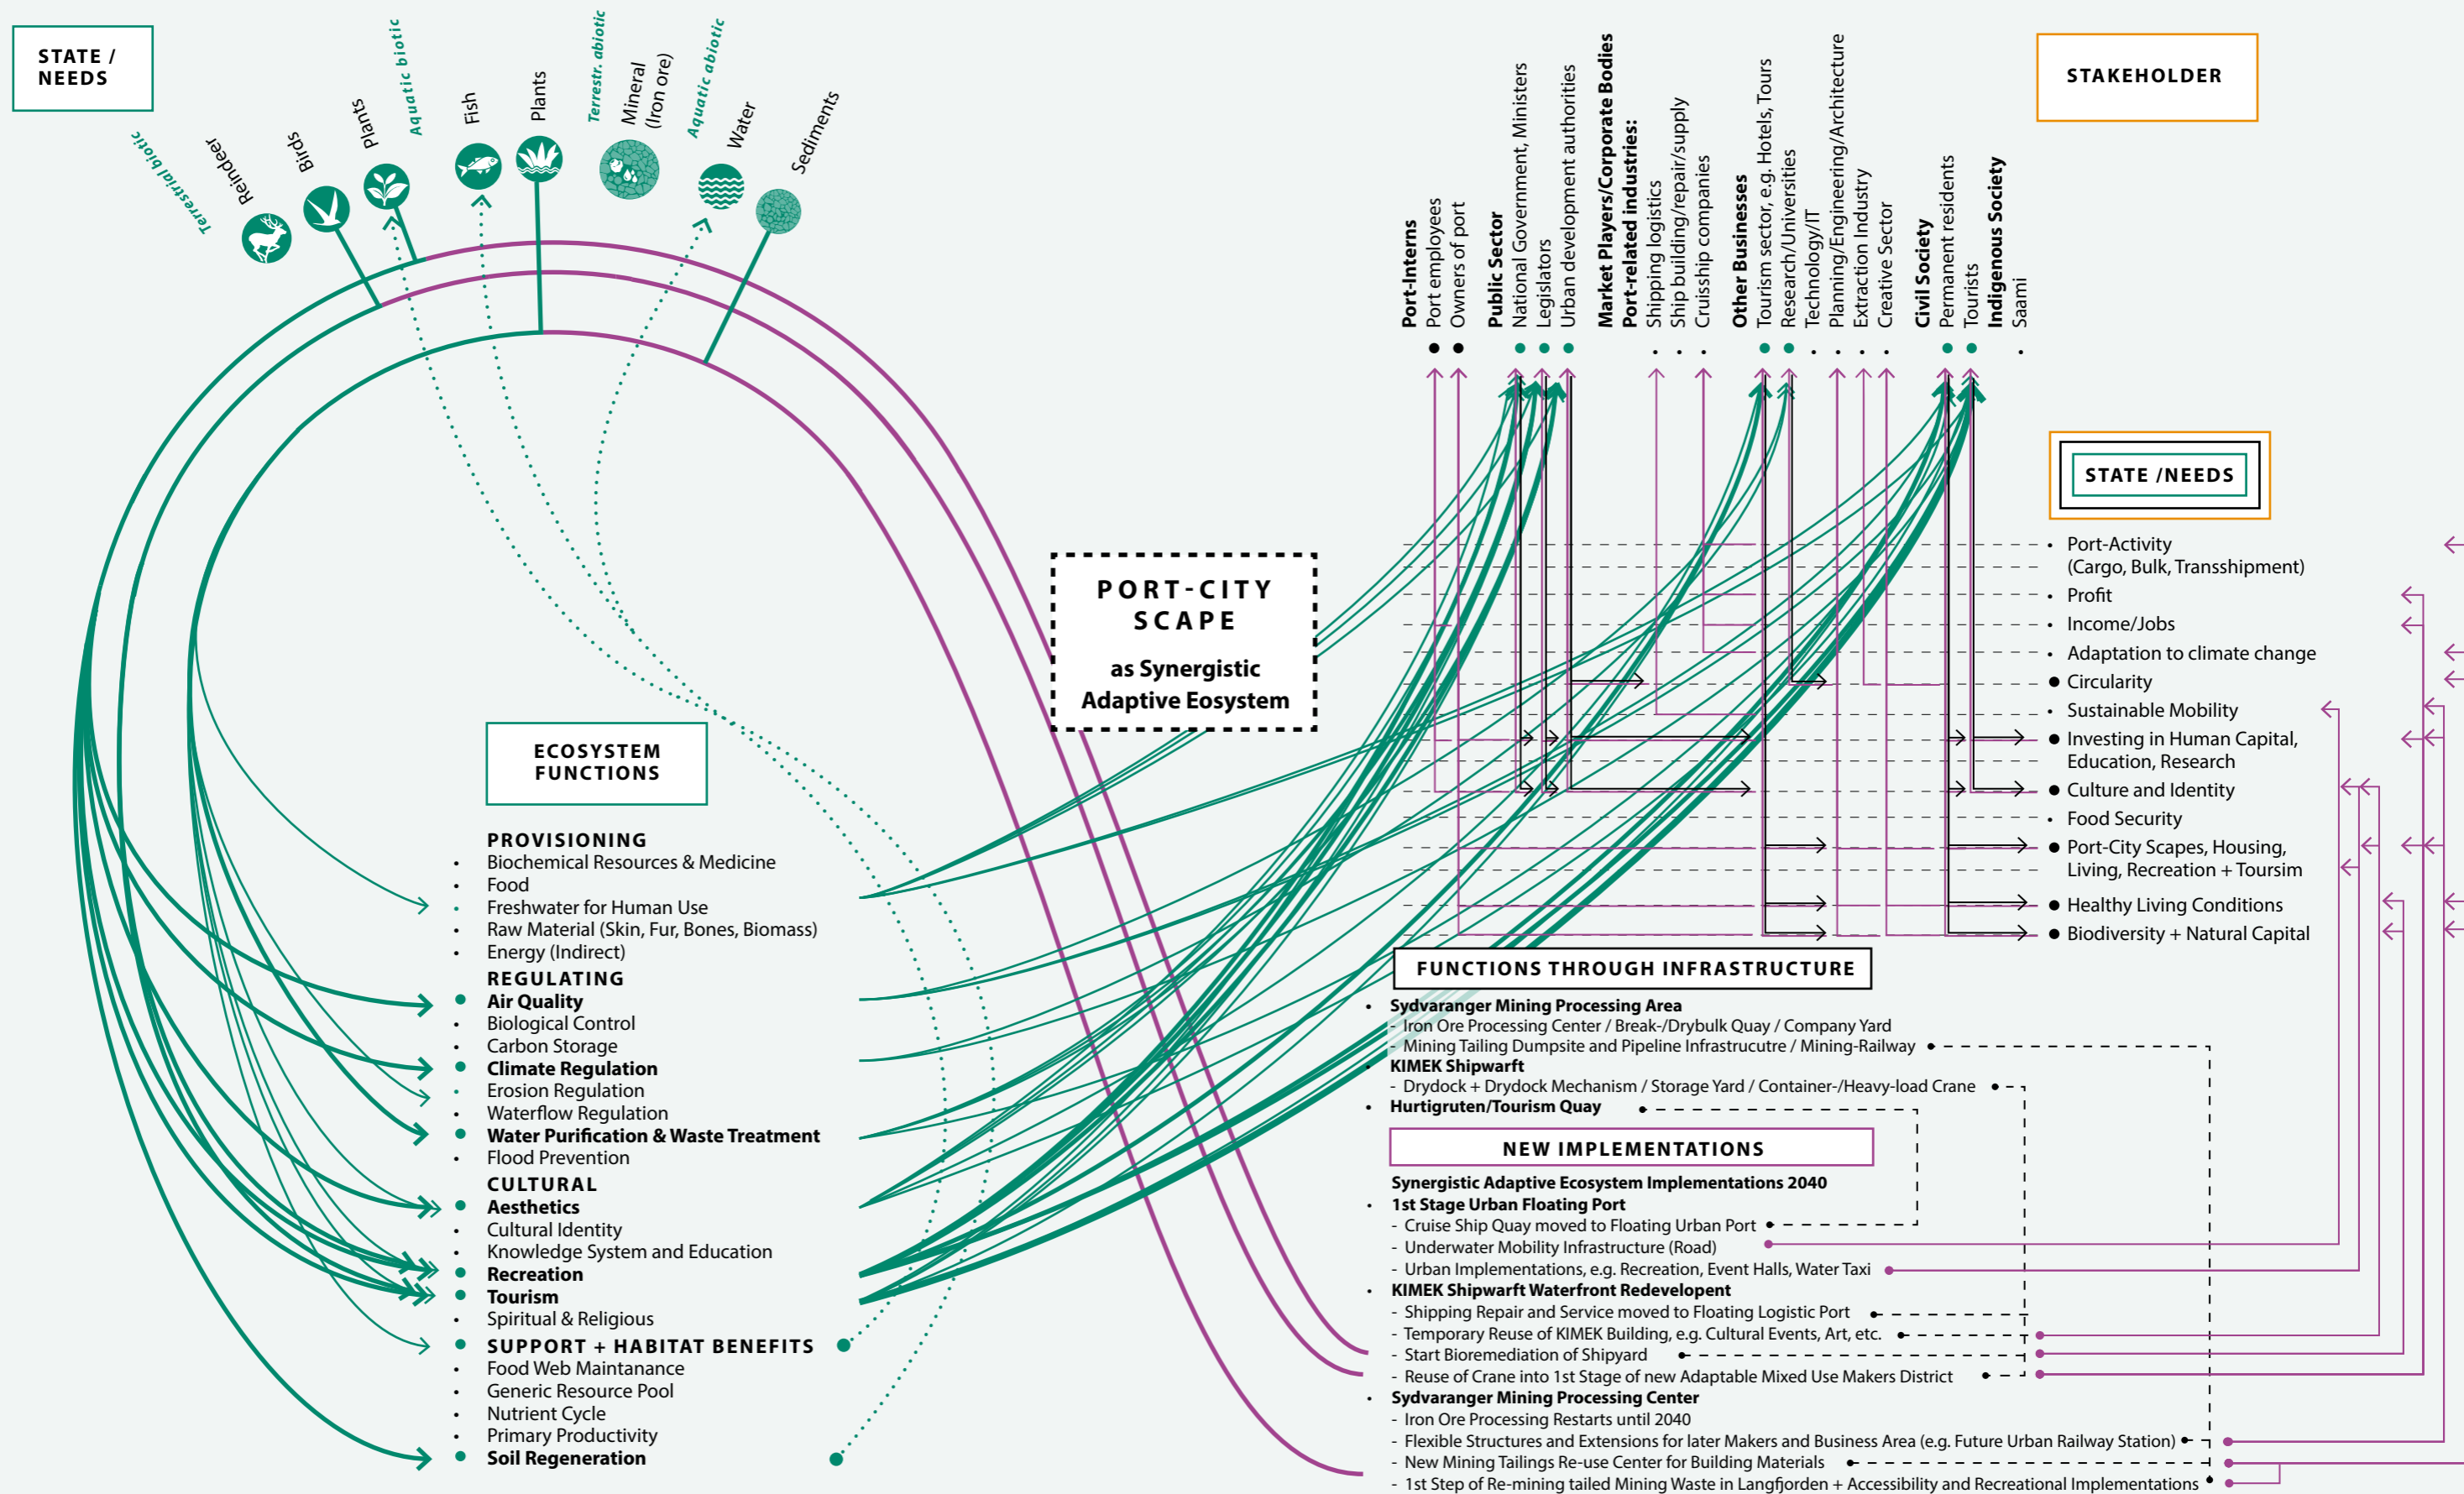 STATE /
NEEDS
Terrestrial biotic
Reindeer
Birds
Plants
Aquatic biotic
Fish
Plants
Terrestr. abiotic
Mineral
(Iron ore)
Aquatic abiotic
Water
Sediments
PORT-CITY
SCAPE
as Synergistic
Adaptive Eosystem
ECOSYSTEM
FUNCTIONS
PROVISIONING
• Biochemical Resources & Medicine
• Food
• Freshwater for Human Use
• Raw Material (Skin, Fur, Bones, Biomass)
• Energy (Indirect)
REGULATING
• Air Quality
• Biological Control
• Carbon Storage
• Climate Regulation
• Erosion Regulation
• Waterflow Regulation
• Water Purification & Waste Treatment
• Flood Prevention
CULTURAL
• Aesthetics
• Cultural Identity
• Knowledge System and Education
• Recreation
• Tourism
• Spiritual & Religious
• SUPPORT + HABITAT BENEFITS
• Food Web Maintanance
• Generic Resource Pool
• Nutrient Cycle
• Primary Productivity
• Soil Regeneration
Port-Interns
Port employees
Owners of port
Public Sector
National Government, Ministers
Legislators
Urban development authorities
Market Players/Corporate Bodies
Port-related industries:
Shipping logistics
Ship building/repair/supply
Cruisship companies
Other Businesses
Tourism sector, e.g. Hotels, Tours
Research/Universities
Technology/IT
Planning/Engineering/Architecture
Extraction Industry
Creative Sector
Civil Society
Permanent residents
Tourists
Indigenous Society
Saami
STAKEHOLDER
STATE /NEEDS
• Port-Activity
(Cargo, Bulk, Transshipment)
• Profit
• Income/Jobs
• Adaptation to climate change
• Circularity
• Sustainable Mobility
• Investing in Human Capital,
Education, Research
• Culture and Identity
• Food Security
• Port-City Scapes, Housing,
Living, Recreation + Toursim
• Healthy Living Conditions
• Biodiversity + Natural Capital
FUNCTIONS THROUGH INFRASTRUCTURE
• Sydvaranger Mining Processing Area
- Iron Ore Processing Center / Break-/Drybulk Quay / Company Yard
- Mining Tailing Dumpsite and Pipeline Infrastrucutre / Mining-Railway
• KIMEK Shipwarft
- Drydock + Drydock Mechanism / Storage Yard / Container-/Heavy-load Crane
• Hurtigruten/Tourism Quay
NEW IMPLEMENTATIONS
Synergistic Adaptive Ecosystem Implementations 2040
• 1st Stage Urban Floating Port
- Cruise Ship Quay moved to Floating Urban Port
- Underwater Mobility Infrastructure (Road)
- Urban Implementations, e.g. Recreation, Event Halls, Water Taxi
• KIMEK Shipwarft Waterfront Redevelopent
- Shipping Repair and Service moved to Floating Logistic Port
- Temporary Reuse of KIMEK Building, e.g. Cultural Events, Art, etc.
- Start Bioremediation of Shipyard
- Reuse of Crane into 1st Stage of new Adaptable Mixed Use Makers District
• Sydvaranger Mining Processing Center
- Iron Ore Processing Restarts until 2040
- Flexible Structures and Extensions for later Makers and Business Area (e.g. Future Urban Railway Station)
- New Mining Tailings Re-use Center for Building Materials
- 1st Step of Re-mining tailed Mining Waste in Langfjorden + Accessibility and Recreational Implementations